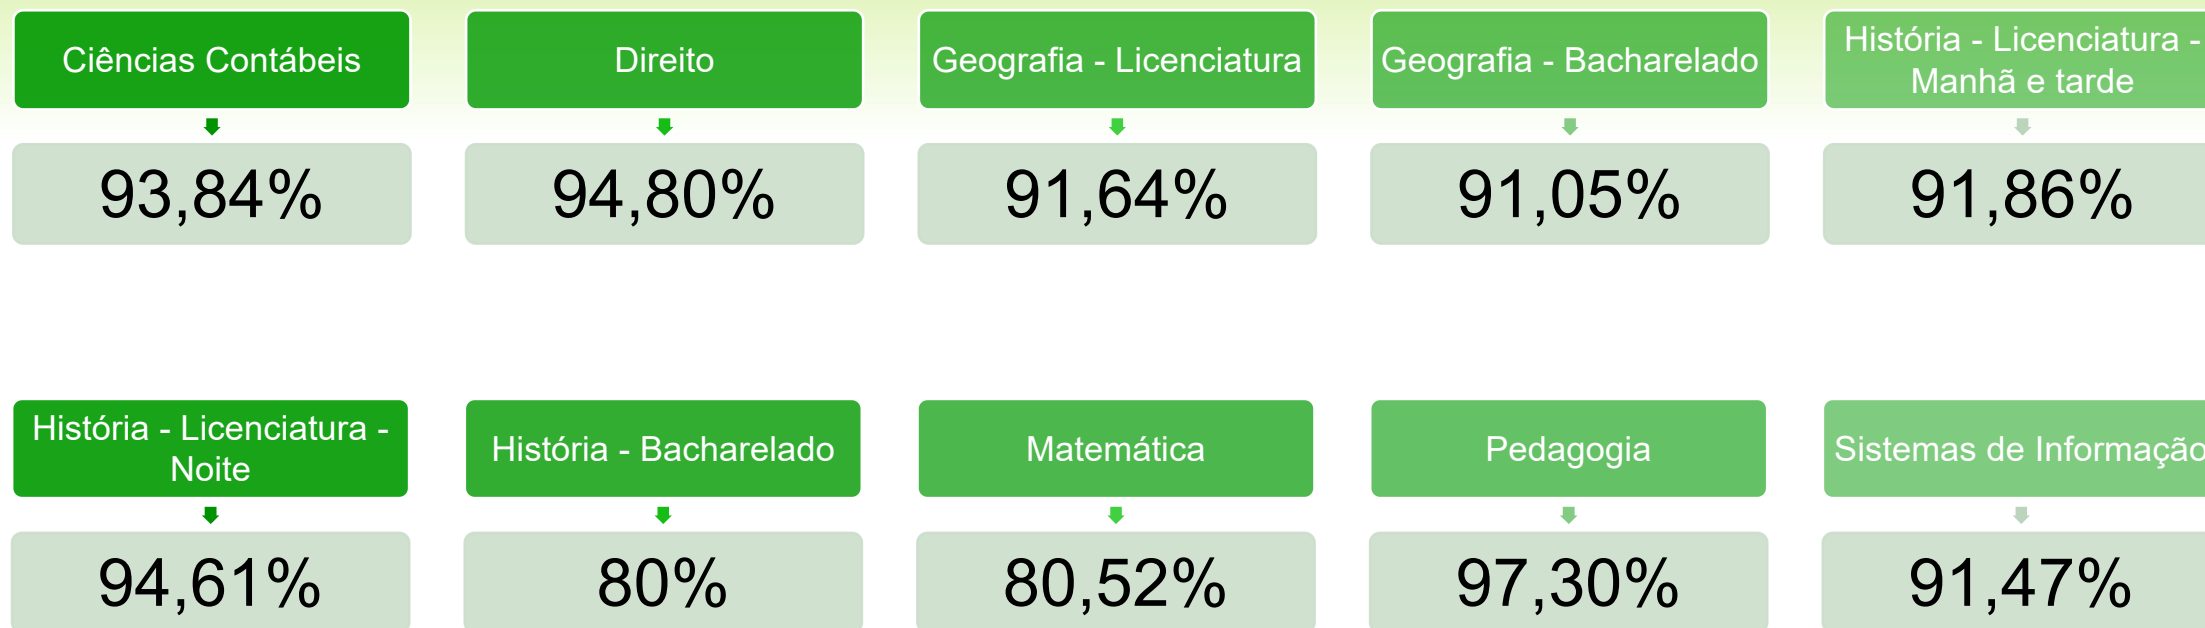 Ciências Contábeis
93,84%
Direito
94,80%
Geografia - Licenciatura
91,64%
Geografia - Bacharelado
91,05%
História - Licenciatura -
Manhã e tarde
91,86%
História - Licenciatura -
Noite
94,61%
História - Bacharelado
80%
Matemática
80,52%
Pedagogia
97,30%
Sistemas de Informação
91,47%